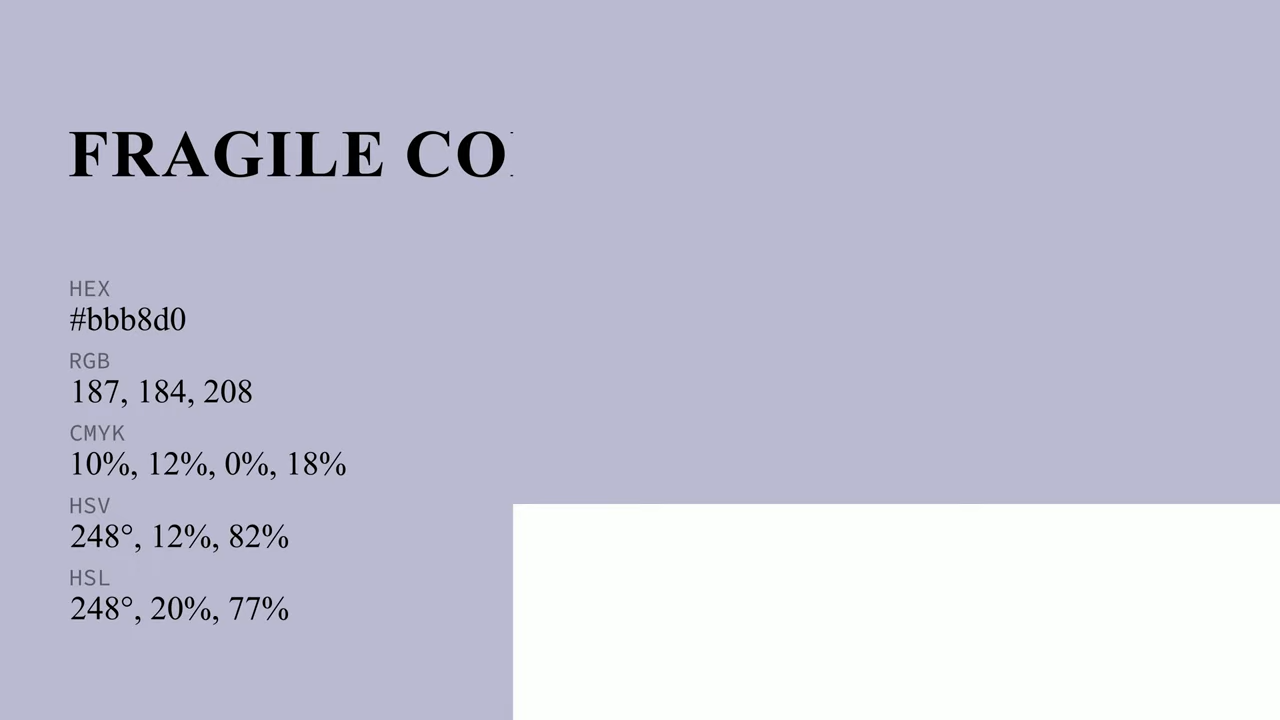 FRAGILE CO
HEX
#bbb8d0
RGB
187, 184, 208
CMYK
10%, 12%, 0%, 18%
HSV
248°, 12%, 82%
HSL
248°, 20%, 77%